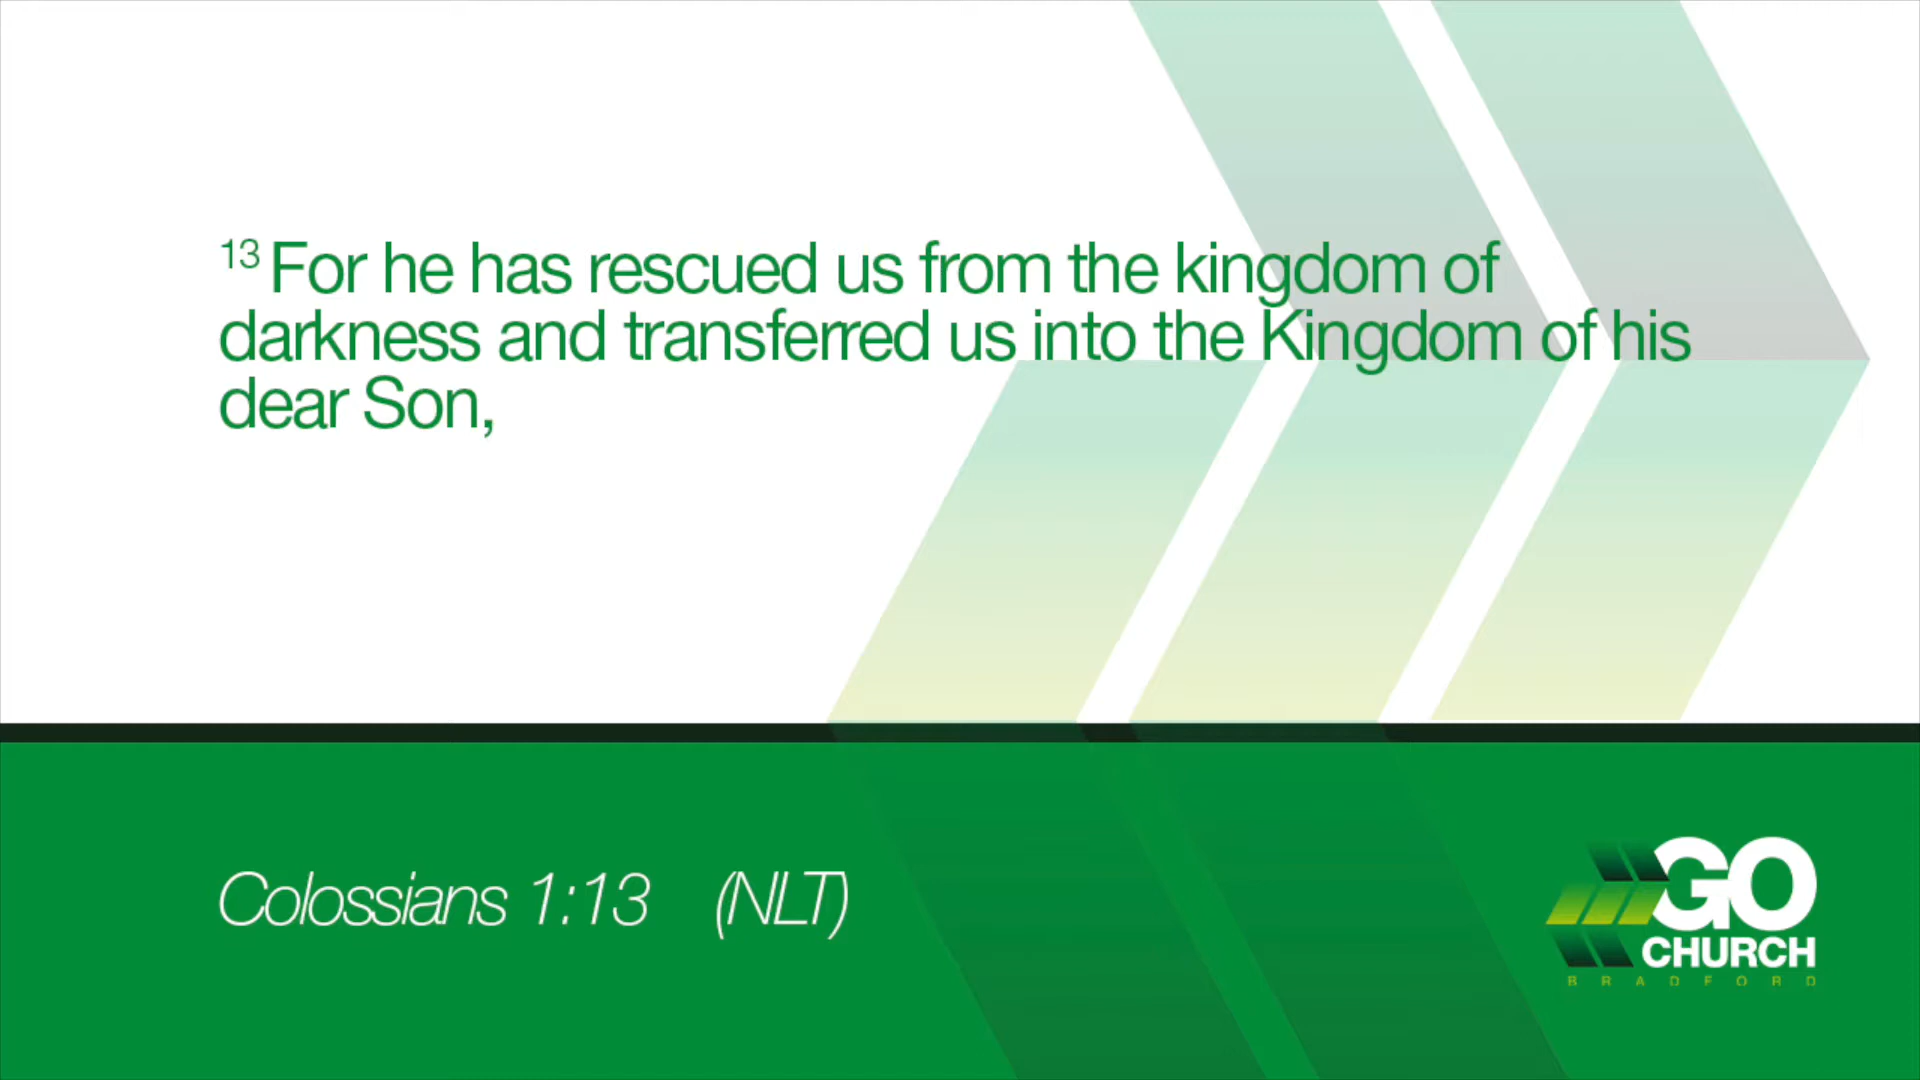 13 For he has rescued us from the kingdom of
darkness and transferred us into the Kingdom of his
dear Son,
Colossians 1:13 (NLT)
GO
CHURCH
BRADFORD